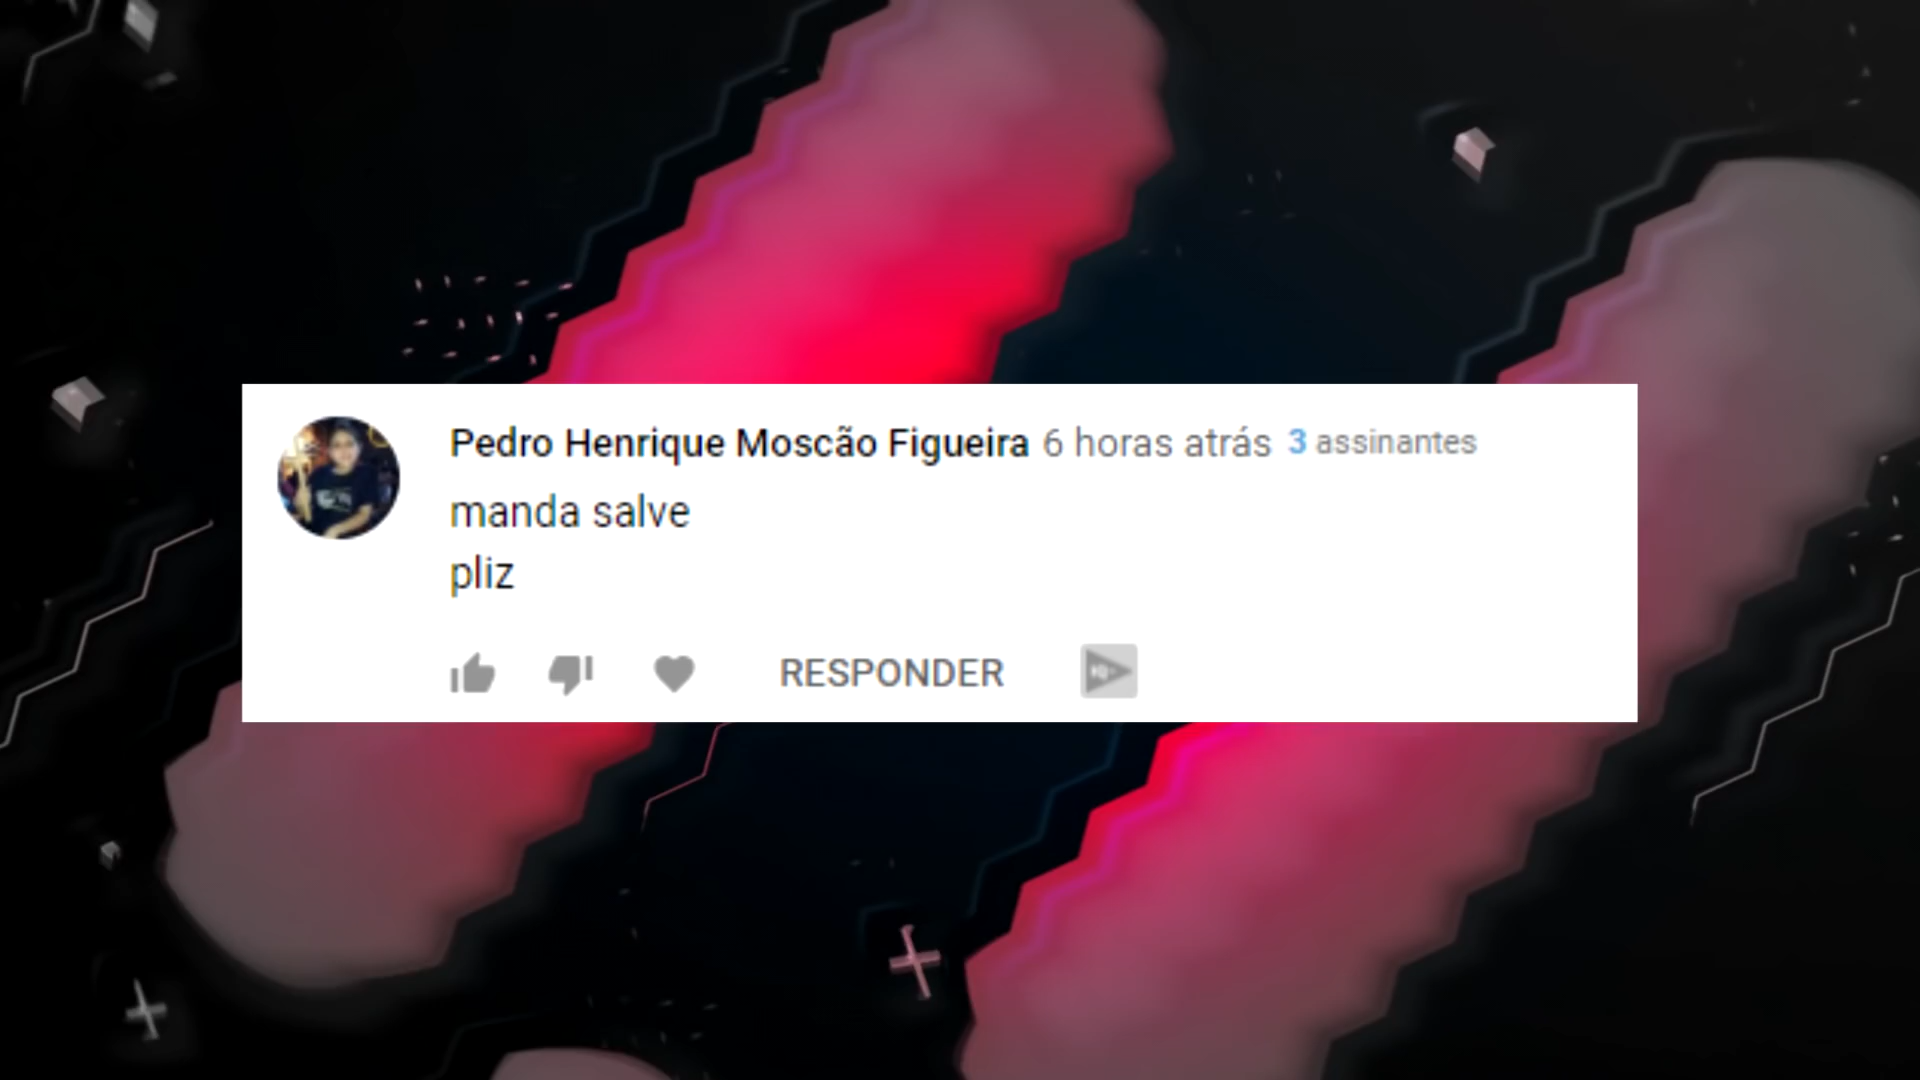 Pedro Henrique Moscão Figueira 6 horas atrás 3 assinantes
manda salve
pliz
RESPONDER